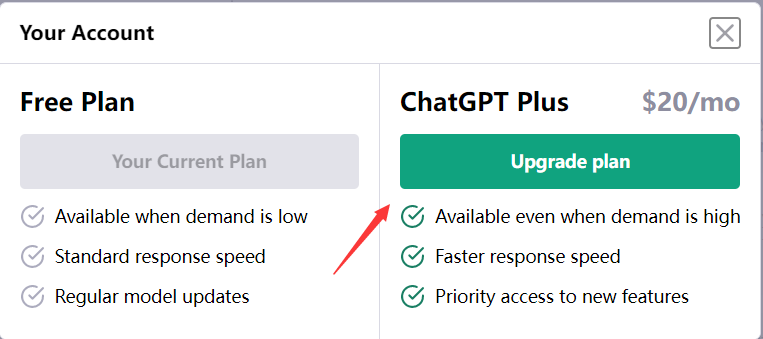 Your Account
Free Plan
Your Current Plan
Available when demand is low
Standard response speed
Regular model updates
ChatGPT Plus $20/mo
Upgrade plan
Available even when demand is high
Faster response speed
Priority access to new features